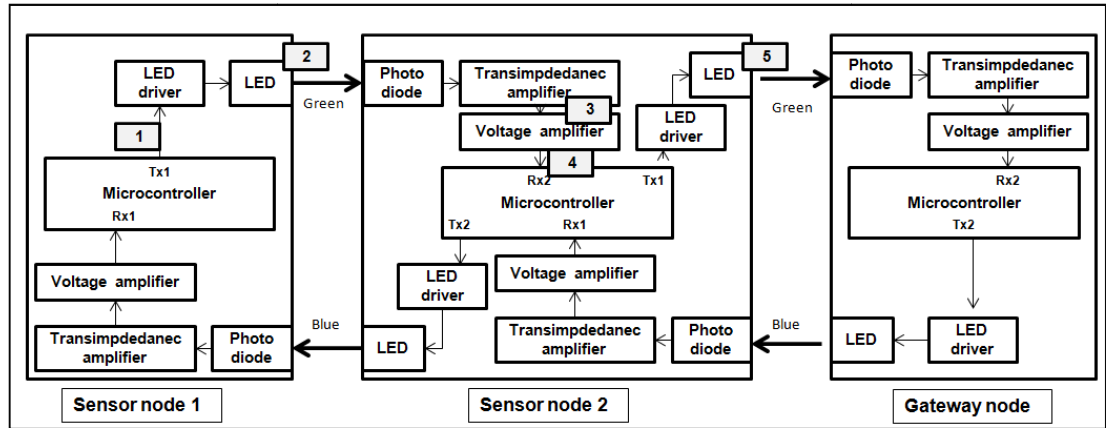 2
5
LED
driver
LED
Photo
diode
Transimpdedanec
amplifier
LED
Photo
diode
Transimpdedanec
amplifier
Green
3
Green
1
Voltage amplifier
LED
driver
Voltage amplifier
4
Tx1
Microcontroller
Rx1
Rx2
Tx1
Microcontroller
Tx2
Rx1
Rx2
Microcontroller
Tx2
Voltage amplifier
LED
driver
Voltage amplifier
Blue
Blue
Transimpdedanec
amplifier
Photo
diode
LED
Transimpdedanec
amplifier
Photo
diode
LED
LED
driver
Sensor node 1
Sensor node 2
Gateway node